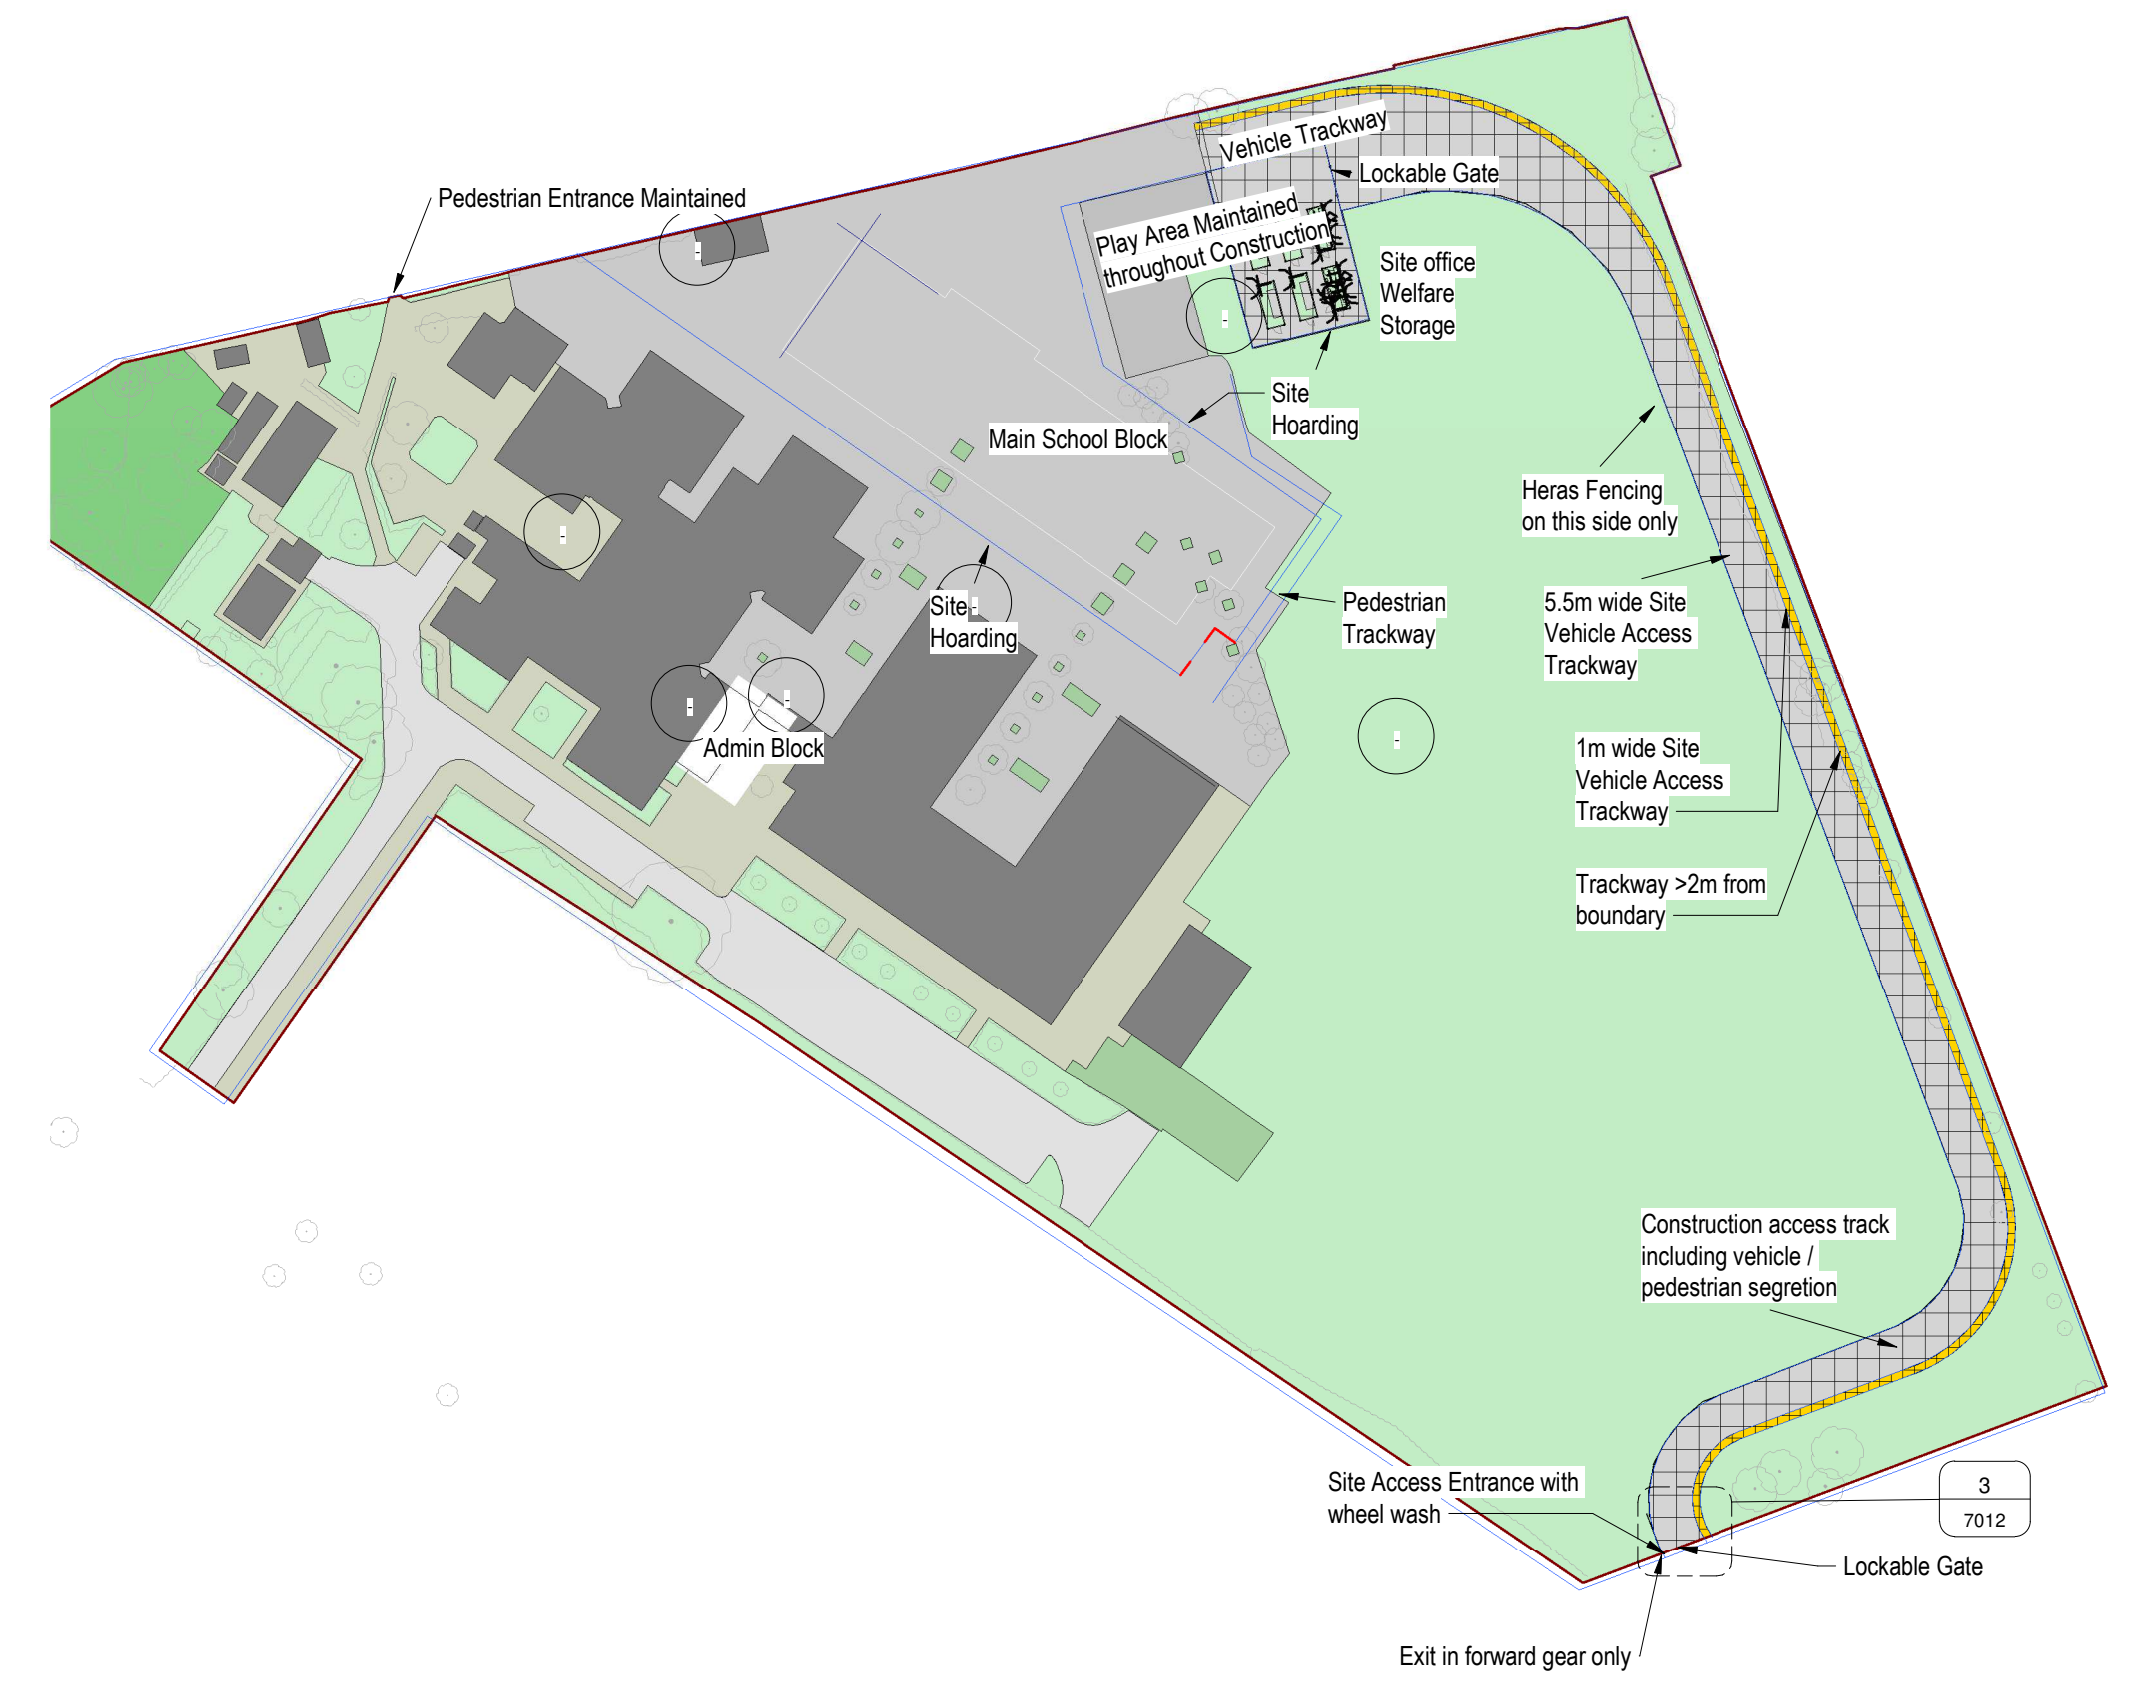 Vehicle Trackway
Lockable Gate
Pedestrian Entrance Maintained
Play Area Maintained
throughout Construction
Site office
Welfare
Storage
Site
Hoarding
Main School Block
Heras Fencing
on this side only
Site
Hoarding
Pedestrian
Trackway
5.5m wide Site
Vehicle Access
Trackway
Admin Block
1m wide Site
Vehicle Access
Trackway
Trackway >2m from
boundary
Construction access track
including vehicle /
pedestrian segretion
Site Access Entrance with
wheel wash
3
7012
Lockable Gate
Exit in forward gear only